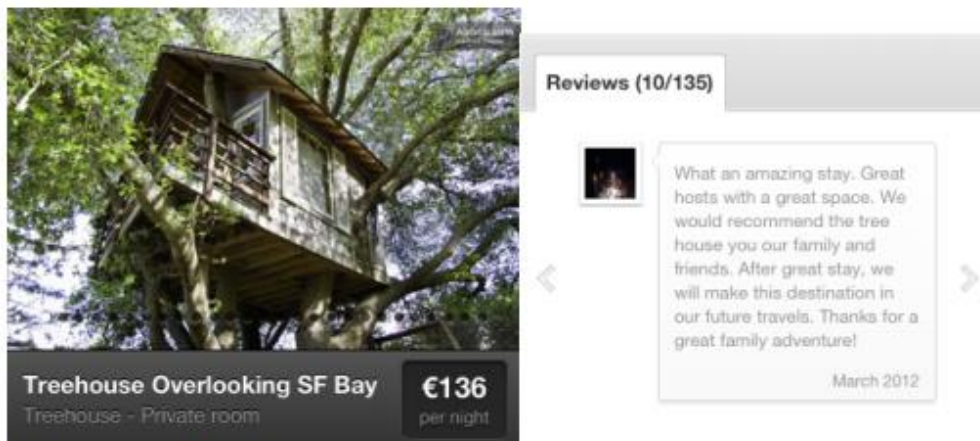 Treehouse Overlooking SF Bay
Treehouse - Private room
€136
per night
Reviews (10/135)
What an amazing stay. Great
hosts with a great space. We
would recommend the tree
house you our family and
friends. After great stay, we
will make this destination in
our future travels. Thanks for a
great family adventure!
March 2012